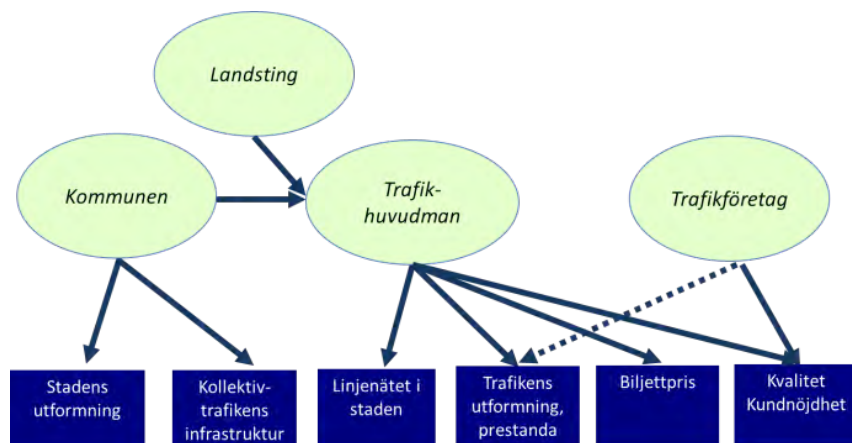 Landsting
Kommunen
Trafik-
huvudman
Trafikföretag
Stadens
utformning
Kollektiv-
trafikens
infrastruktur
Linjenätet i
staden
Trafikens
utformning,
prestanda
Biljettpris
Kvalitet
Kundnöjdhet